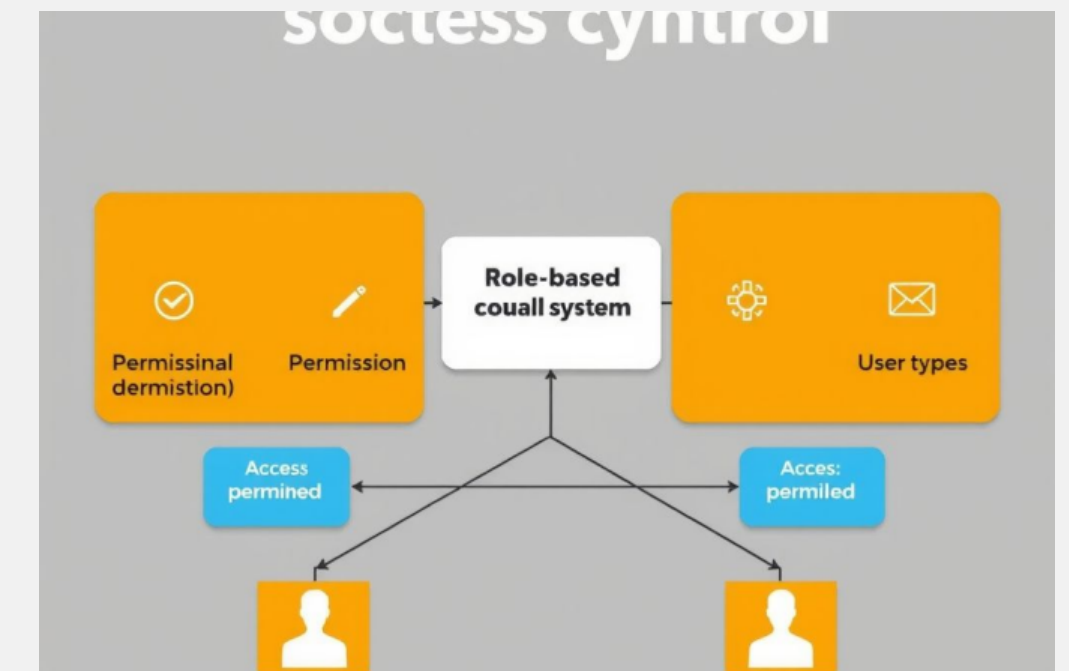 soctess cyntrol
Role-based
couall system
Permissinal
dermistion)
Permission
User types
Access
permined
Acces:
permiled